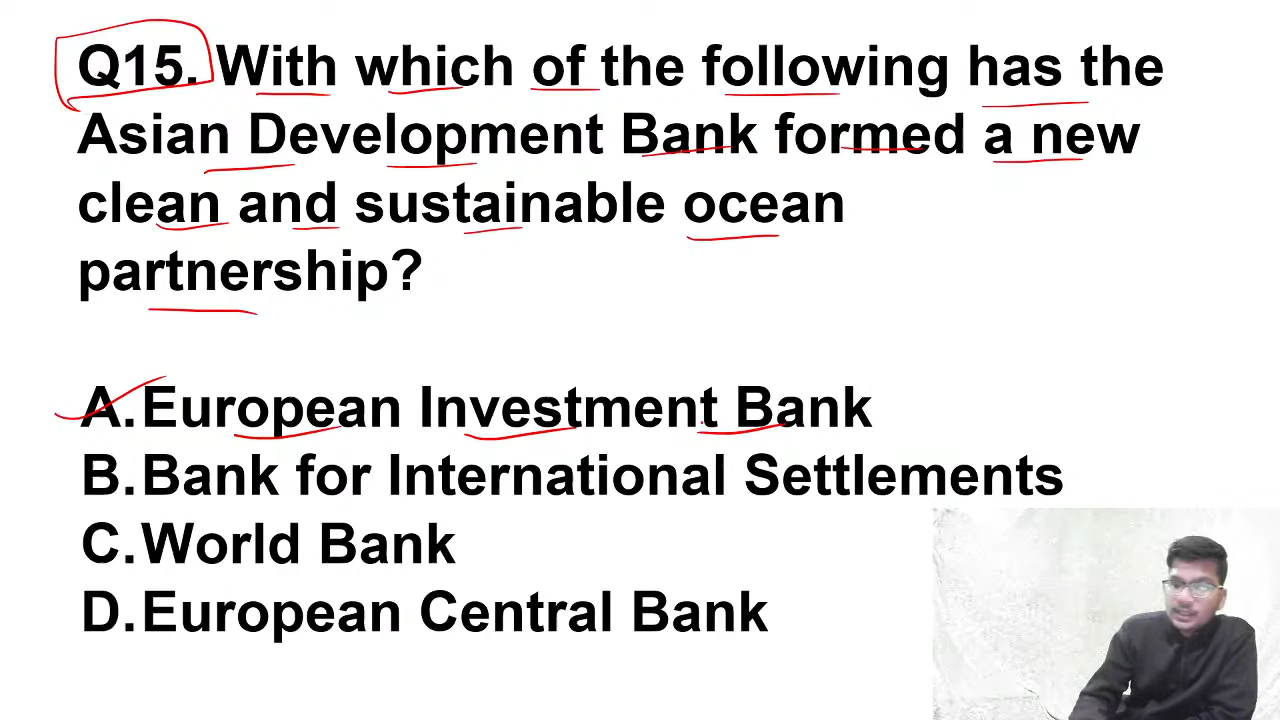 Q15. With which of the following has the
Asian Development Bank formed a new
clean and sustainable ocean
partnership?
A. European Investment Bank
B. Bank for International Settlements
C. World Bank
D. European Central Bank